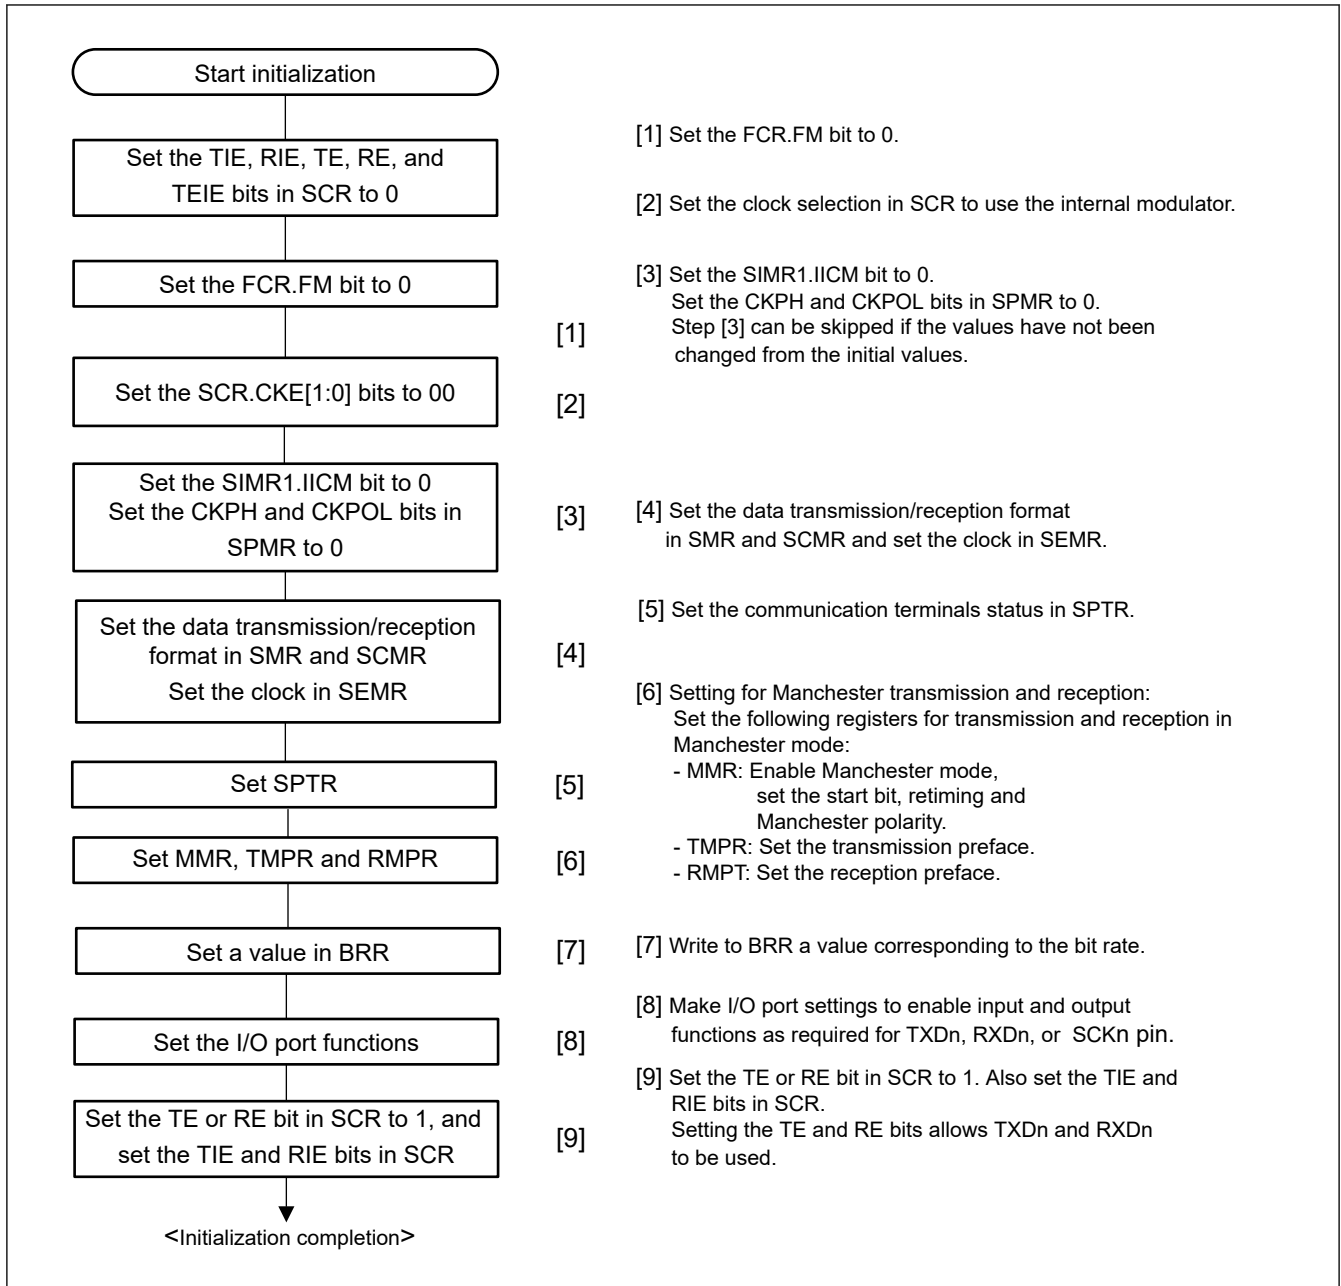 Start initialization
Set the TIE, RIE, TE, RE, and
TEIE bits in SCR to 0
Set the FCR.FM bit to 0
[1]
Set the SCR.CKE[1:0] bits to 00
[2]
Set the SIMR1.IICM bit to 0
Set the CKPH and CKPOL bits in
SPMR to 0
[3]
Set the data transmission/reception
format in SMR and SCMR
Set the clock in SEMR
[4]
Set SPTR
[5]
Set MMR, TMPR and RMPR
[6]
Set a value in BRR
[7]
Set the I/O port functions
[8]
Set the TE or RE bit in SCR to 1, and
set the TIE and RIE bits in SCR
[9]
<Initialization completion>
[1] Set the FCR.FM bit to 0.
[2] Set the clock selection in SCR to use the internal modulator.
[3] Set the SIMR1.IICM bit to 0.
Set the CKPH and CKPOL bits in SPMR to 0.
Step [3] can be skipped if the values have not been
changed from the initial values.
[4] Set the data transmission/reception format
in SMR and SCMR and set the clock in SEMR.
[5] Set the communication terminals status in SPTR.
[6] Setting for Manchester transmission and reception:
Set the following registers for transmission and reception in
Manchester mode:
- MMR: Enable Manchester mode,
set the start bit, retiming and
Manchester polarity.
- TMPR: Set the transmission preface.
- RMPT: Set the reception preface.
[7] Write to BRR a value corresponding to the bit rate.
[8] Make I/O port settings to enable input and output
functions as required for TXDn, RXDn, or SCKn pin.
[9] Set the TE or RE bit in SCR to 1. Also set the TIE and
RIE bits in SCR.
Setting the TE and RE bits allows TXDn and RXDn
to be used.